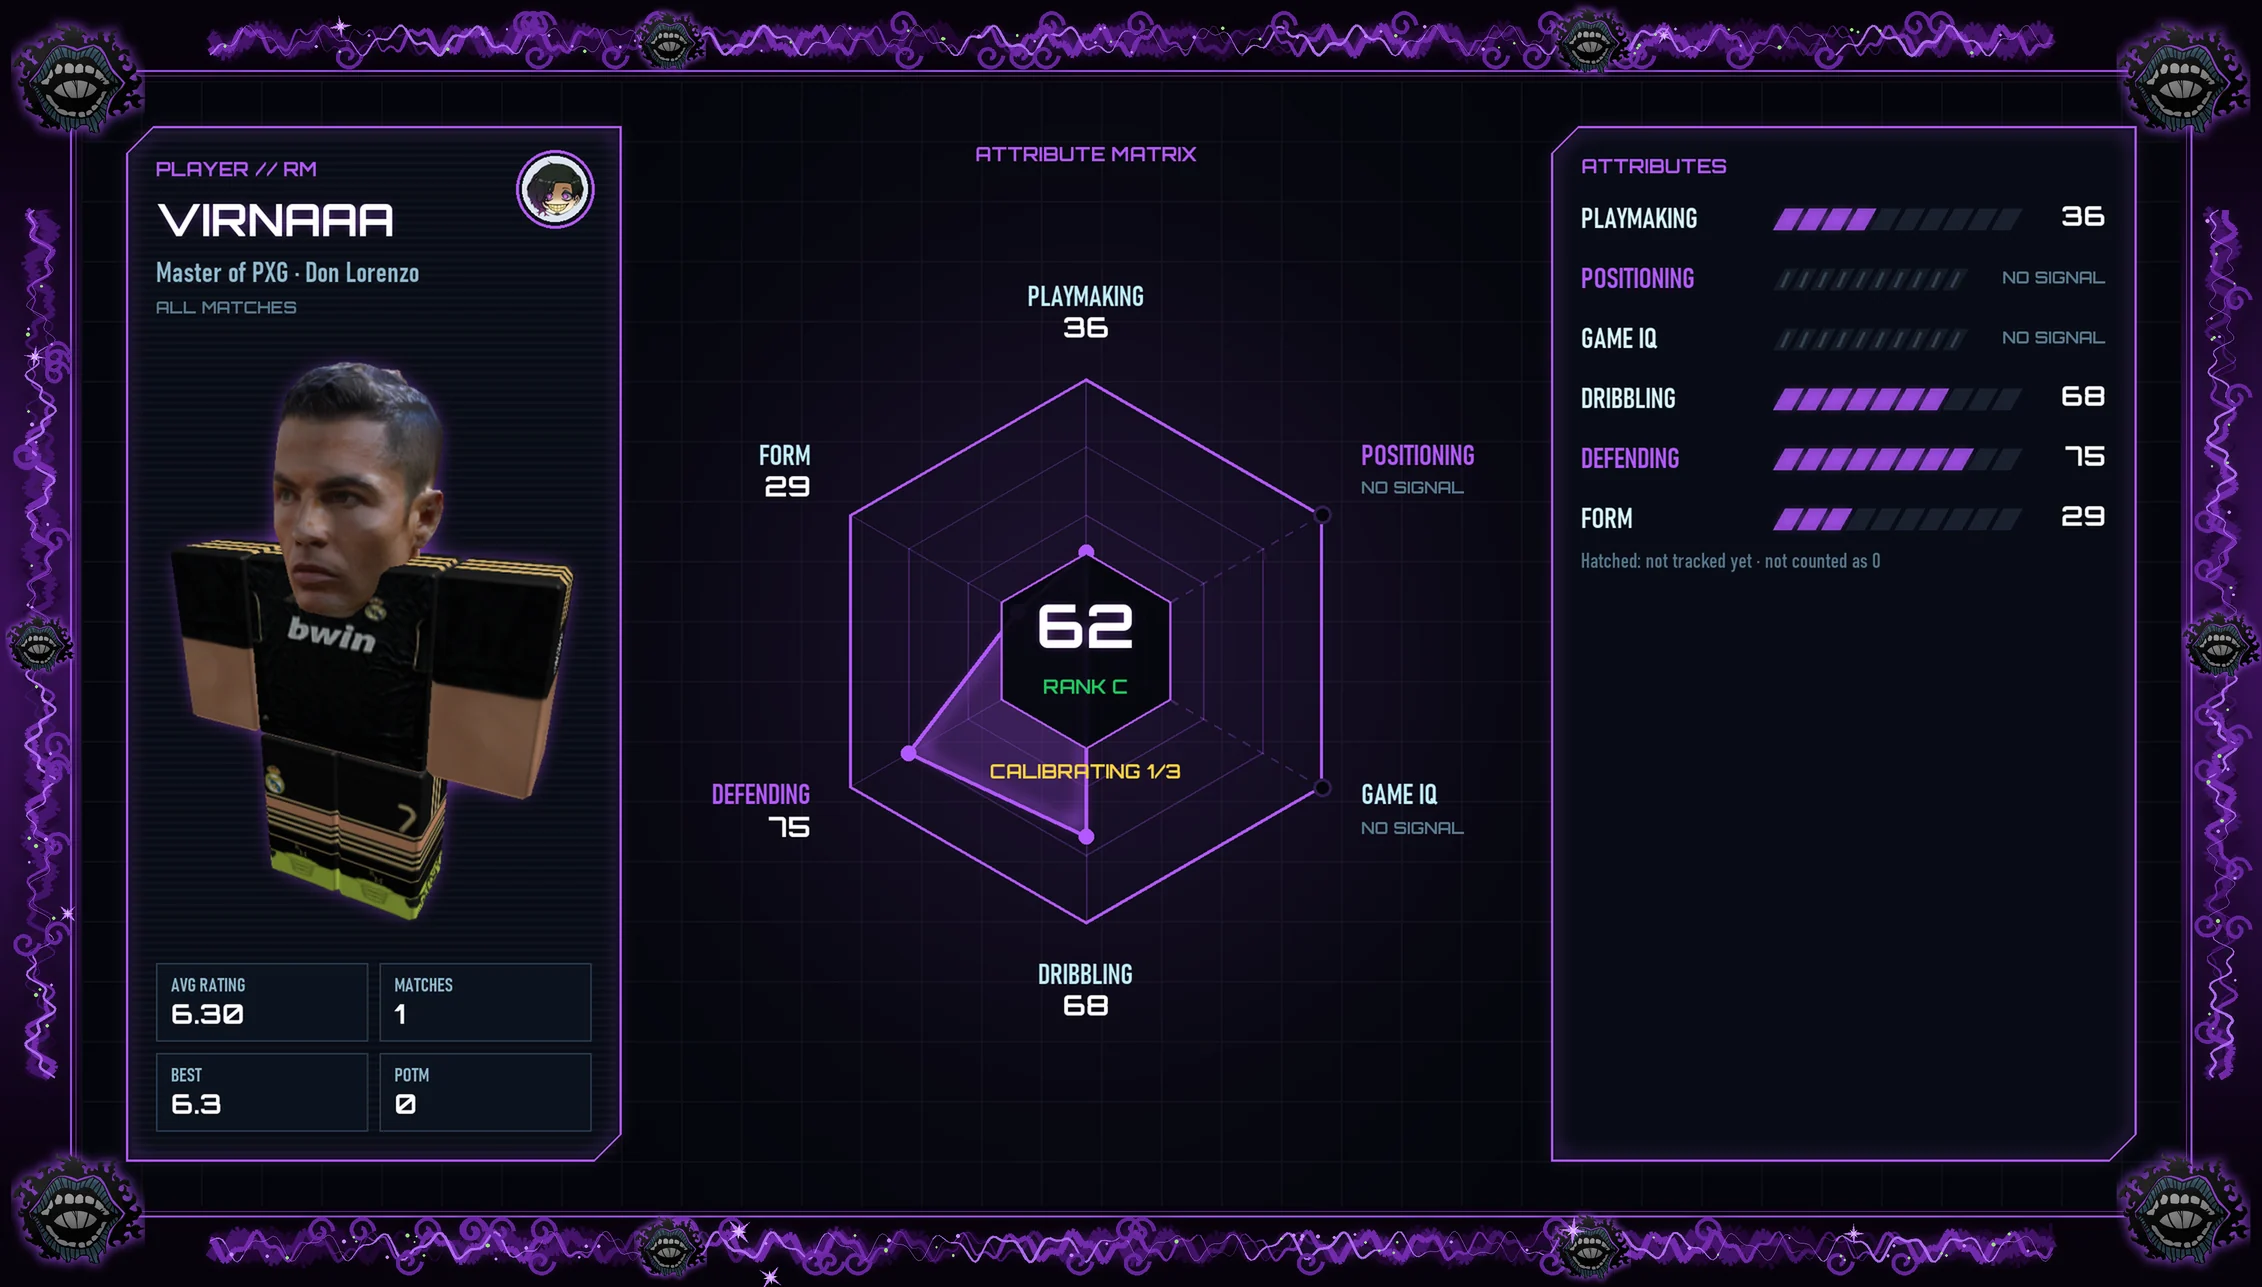 PLAYER // RM
VIRNAAA
Master of PXG · Don Lorenzo
ALL MATCHES
bwin
7
AVG RATING
6.30
MATCHES
1
BEST
6.3
POTM
0
ATTRIBUTE MATRIX
PLAYMAKING
36
FORM
29
POSITIONING
NO SIGNAL
62
RANK C
CALIBRATING 1/3
DEFENDING
75
GAME IQ
NO SIGNAL
DRIBBLING
68
ATTRIBUTES
PLAYMAKING 36
POSITIONING NO SIGNAL
GAME IQ NO SIGNAL
DRIBBLING 68
DEFENDING 75
FORM 29
Hatched: not tracked yet · not counted as 0